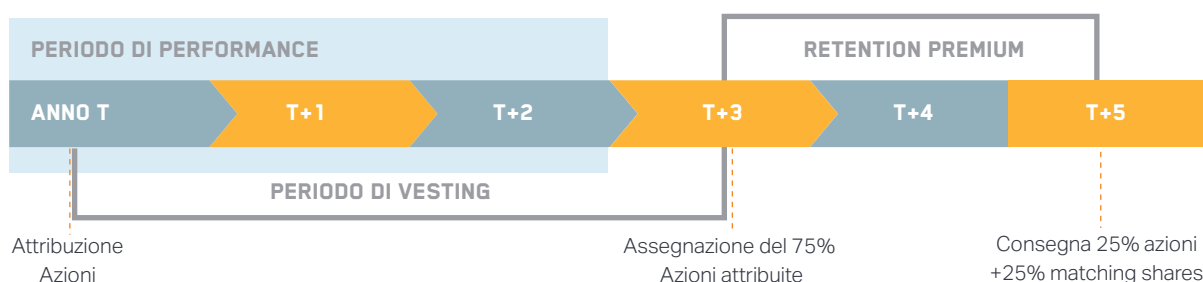 PERIODO DI PERFORMANCE
RETENTION PREMIUM
ANNO T
T+1
T+2
T+3
T+4
T+5
PERIODO DI VESTING
Attribuzione
Azioni
Assegnazione del 75%
Azioni attribuite
Consegna 25% azioni
+25% matching shares